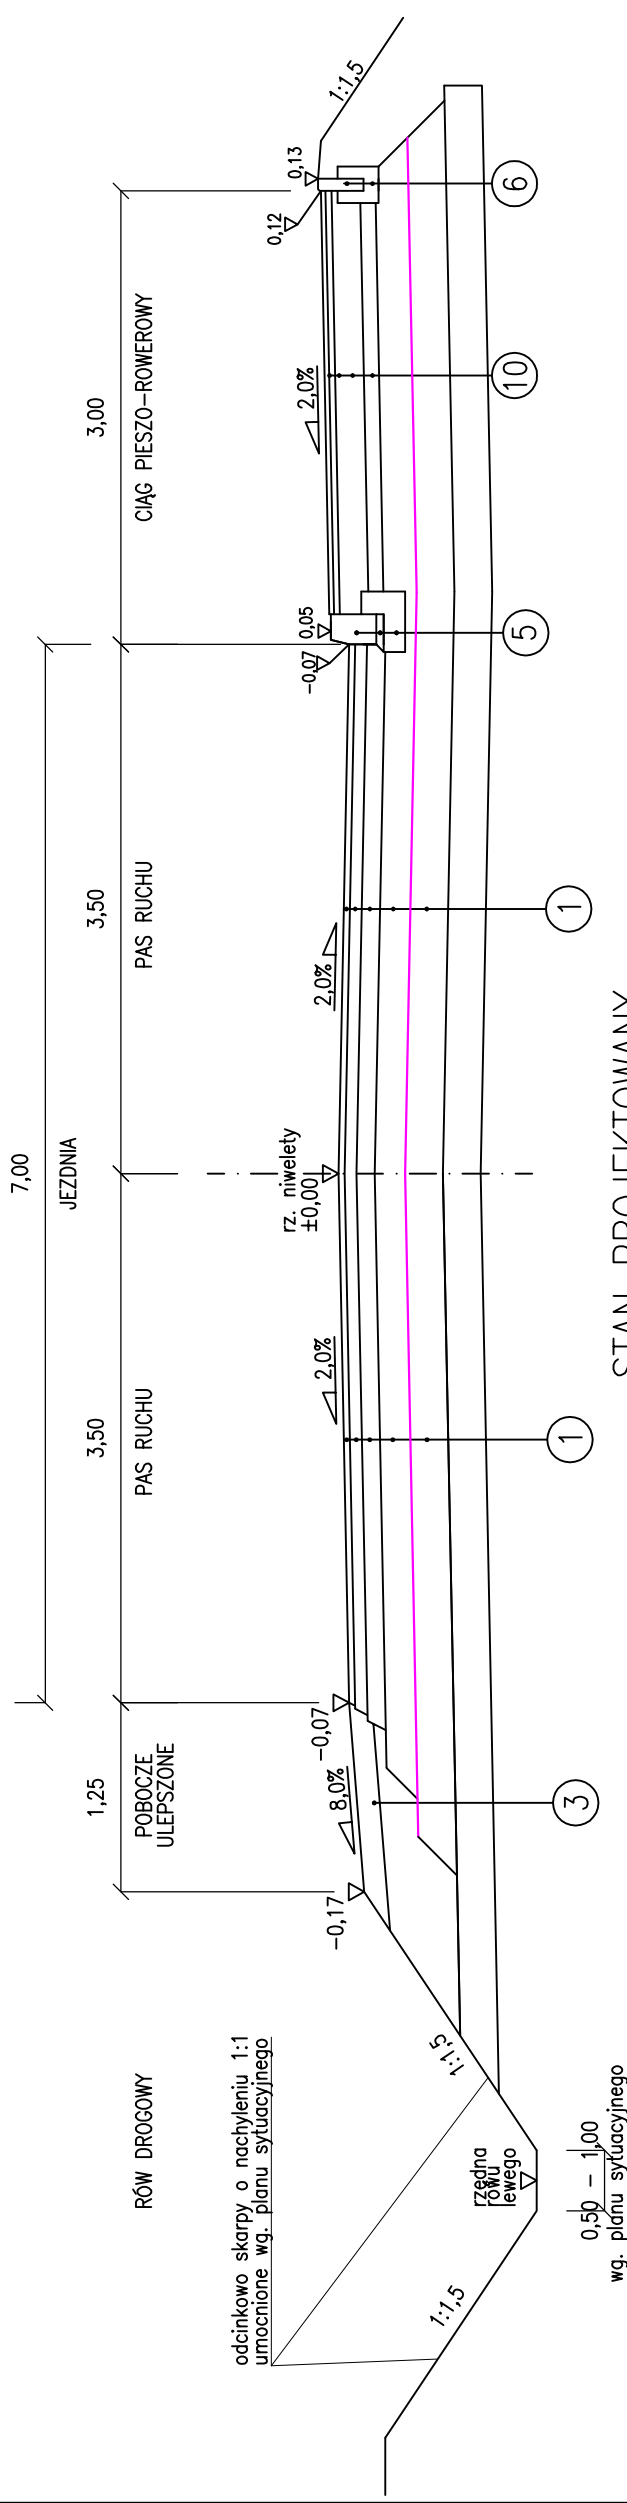 7,00
JEZDNIA
1,25
3,50
3,50
3,00
POBOCZE
ULEPSZONE
PAS RUCHU
PAS RUCHU
CIĄG PIESZO-ROWEROWY
RÓW DROGOWY
odcinkowo skarpy o nachyleniu 1:1
umocnione wg. planu sytuacyjnego
1:1,5
rzędna
rowu
lewego
1:1,5
-0,17
8,0%
-0,07
2,0%
rz. niwelety
±0,00
2,0%
-0,07
0,05
2,0%
0,12
0,13
1:1,5
3
1
1
5
10
6
0,50 - 1,00
wg. planu sytuacyjnego
STAN PROJEKTOWANY